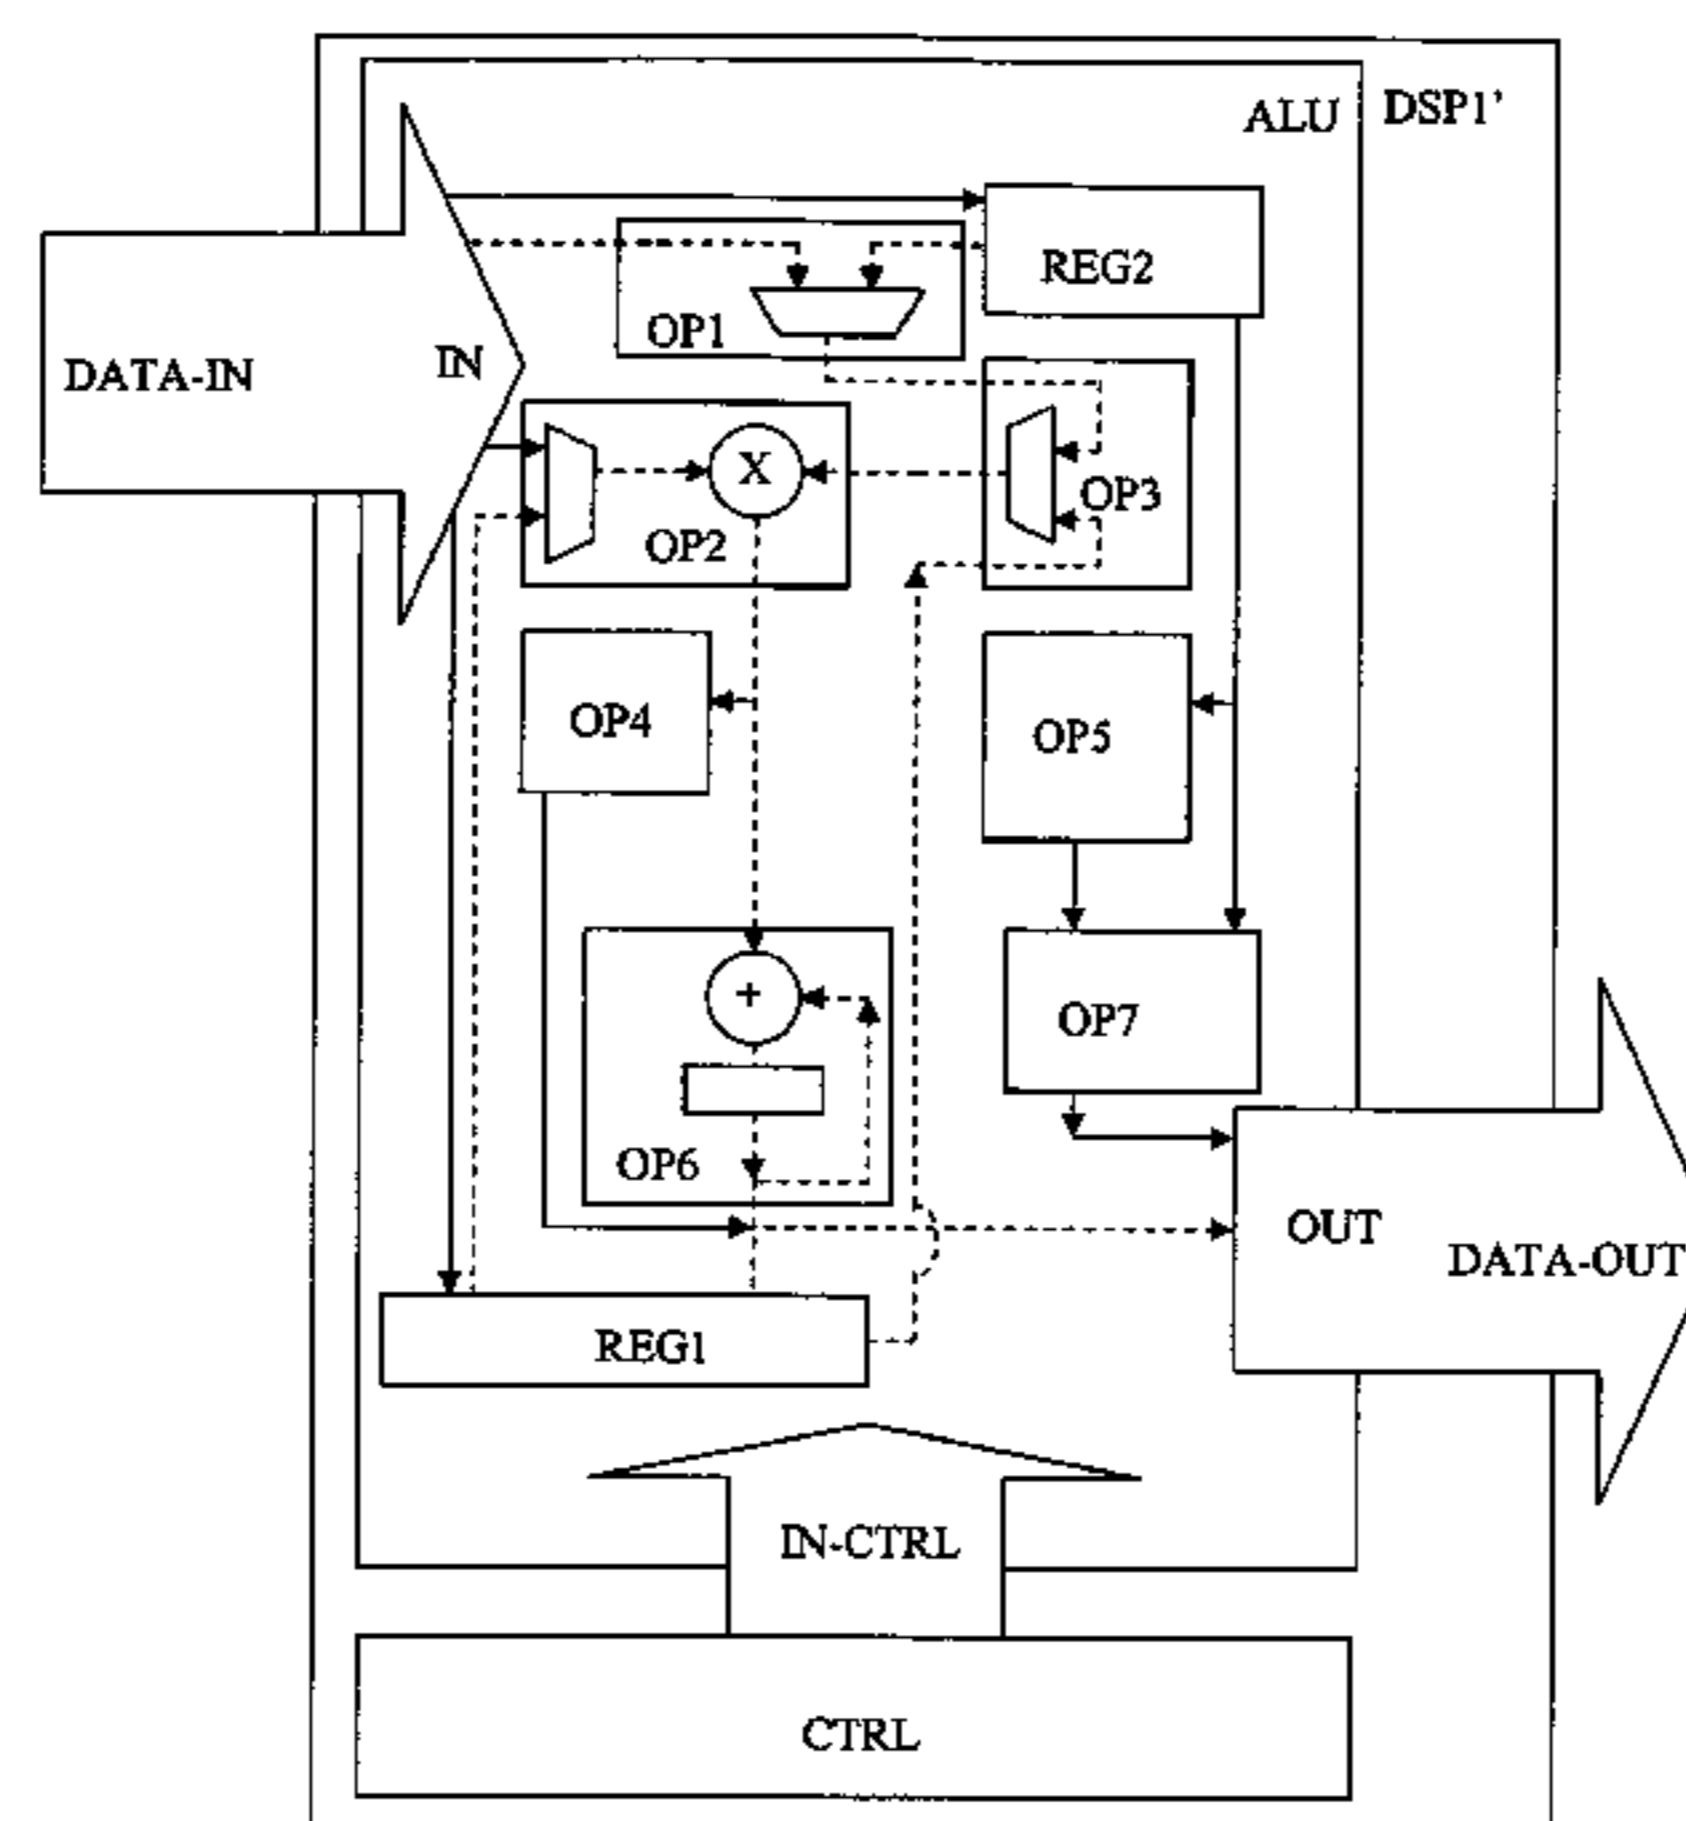 ALU
DSP1'
REG2
OP1
DATA-IN
IN
X
OP3
OP2
OP4
OP5
+
OP7
OP6
OUT
DATA-OUT
REG1
IN-CTRL
CTRL